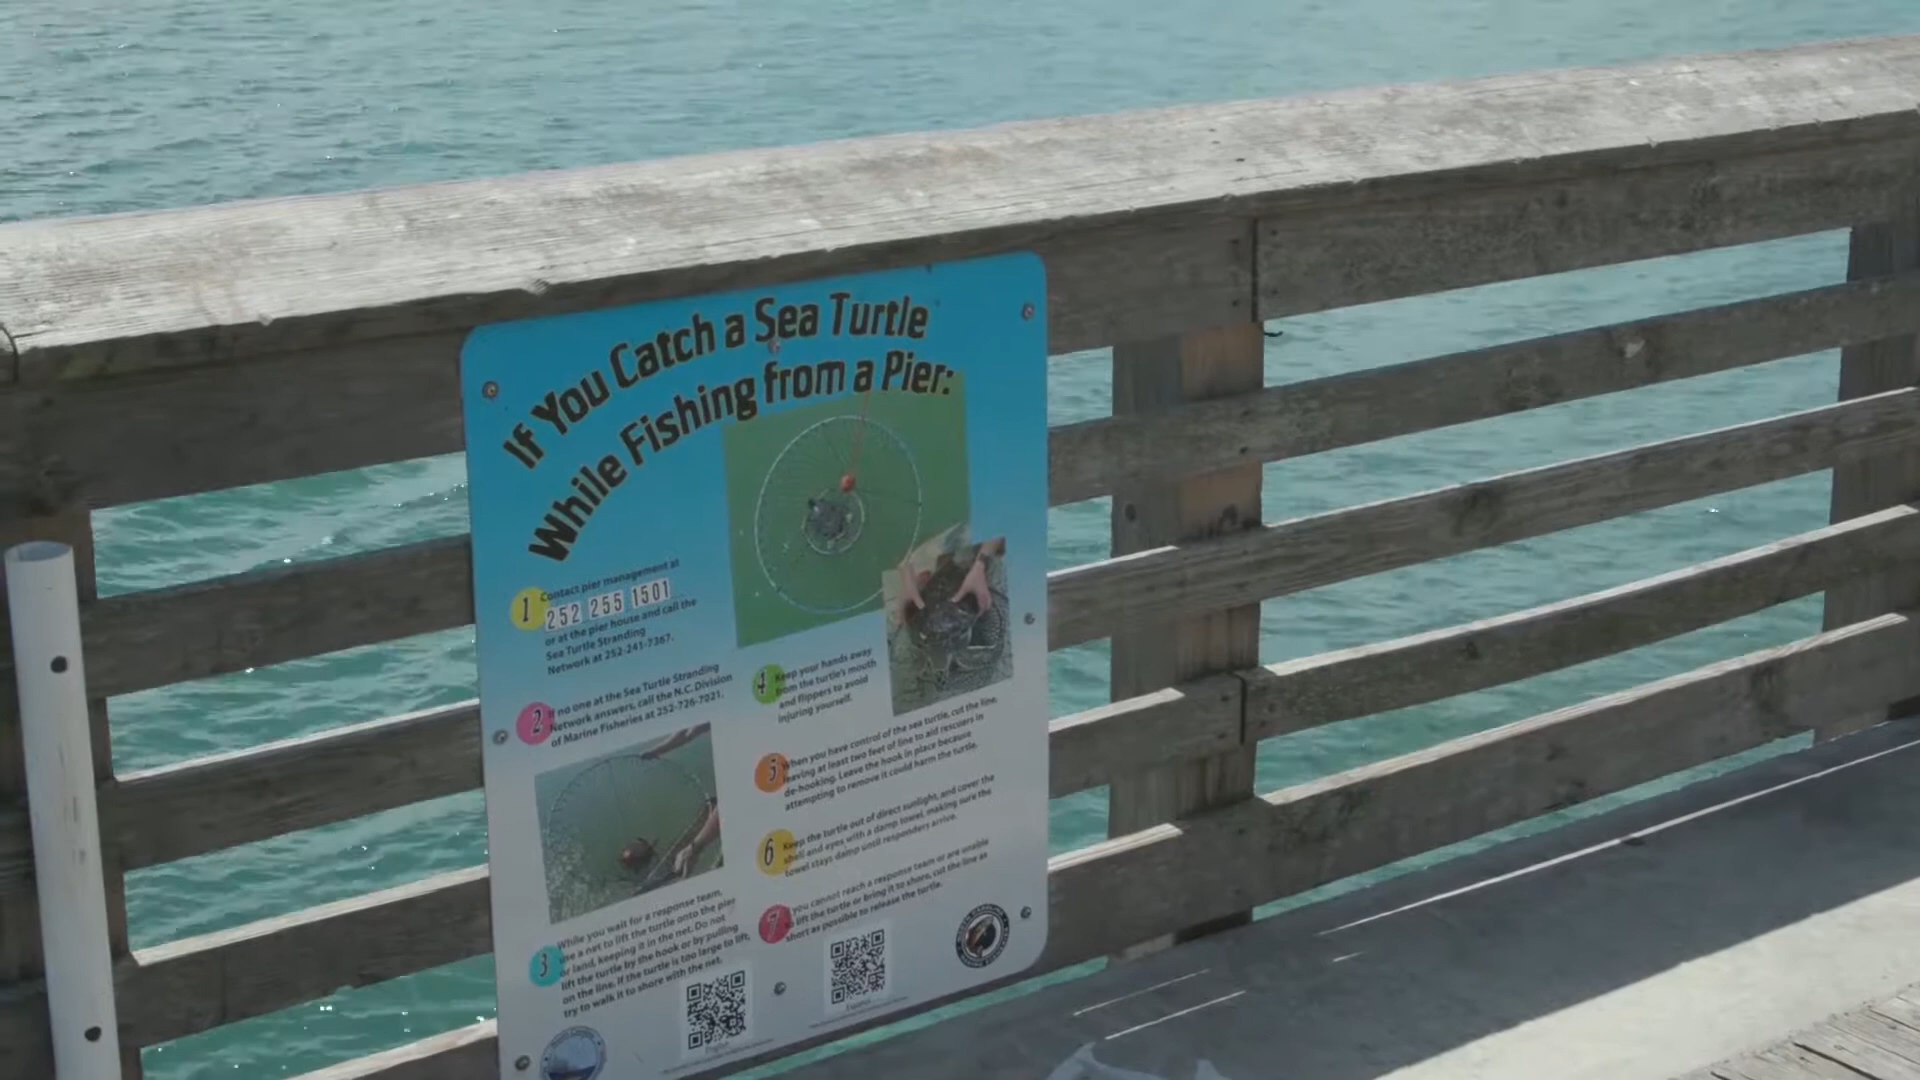 If You Catch a Sea Turtle
While Fishing from a Pier:
1
Contact pier management at
252 255 1501
or at the pier house and call the
Sea Turtle Stranding
Network at 252-241-7367.
2
If no one at the Sea Turtle Stranding
Network answers, call the N.C. Division
of Marine Fisheries at 252-726-7021.
3
While you wait for a response team,
use a net to lift the turtle onto the pier
or land, keeping it in the net. Do not
lift the turtle by the hook or by pulling
on the line. If the turtle is too large to lift,
try to walk it to shore with the net.
English
4
Keep your hands away
from the turtle's mouth
and flippers to avoid
injuring yourself.
5
When you have control of the sea turtle, cut the line,
leaving at least two feet of line to aid rescuers in
de-hooking. Leave the hook in place because
attempting to remove it could harm the turtle.
6
Keep the turtle out of direct sunlight, and cover the
shell and eyes with a damp towel, making sure the
towel stays damp until responders arrive.
7
If you cannot reach a response team or are unable
to lift the turtle or bring it to shore, cut the line as
short as possible to release the turtle.
Español